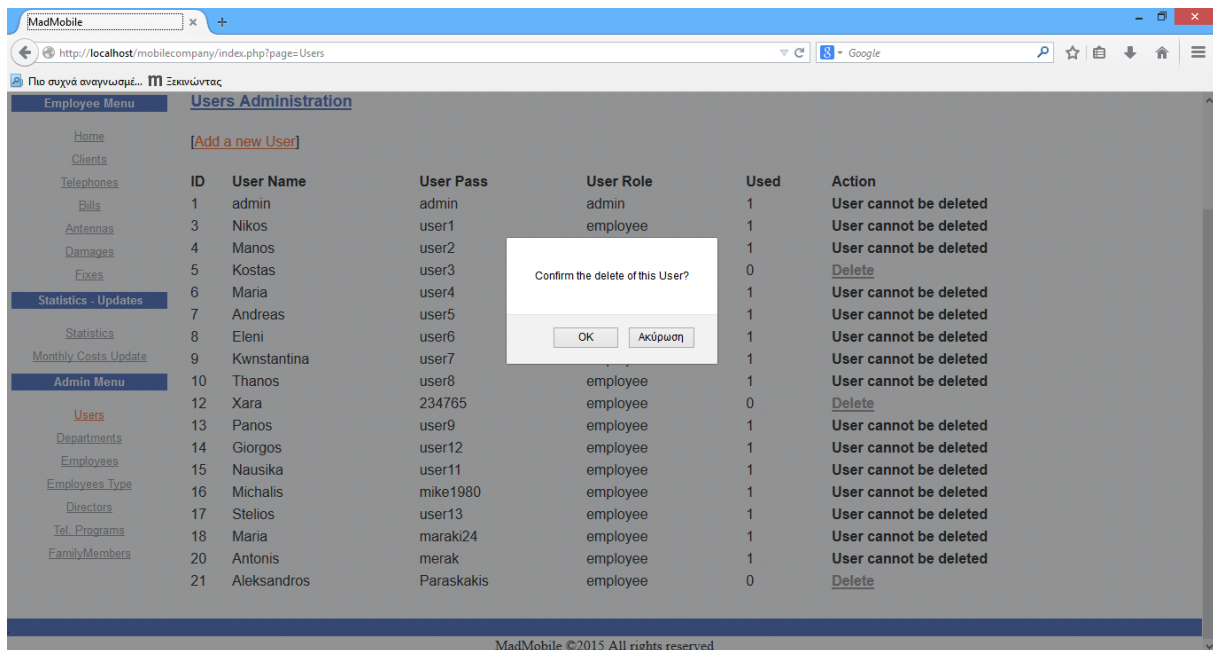 MadMobile
http://localhost/mobilecompany/index.php?page=Users
Google
Πιο συχνά αναγνωσμέ...
Ξεκινώντας
Employee Menu
Home
Clients
Telephones
Bills
Antennas
Damages
Fixes
Statistics - Updates
Statistics
Monthly Costs Update
Admin Menu
Users
Departments
Employees
Employees Type
Directors
Tel. Programs
FamilyMembers
Users Administration
[Add a new User]
ID User Name User Pass User Role Used Action
1 admin admin admin 1 User cannot be deleted
3 Nikos user1 employee 1 User cannot be deleted
4 Manos user2 1 User cannot be deleted
5 Kostas user3 0 Delete
6 Maria user4 1 User cannot be deleted
7 Andreas user5 1 User cannot be deleted
8 Eleni user6 1 User cannot be deleted
9 Kwnstantina user7 1 User cannot be deleted
10 Thanos user8 employee 1 User cannot be deleted
12 Xara 234765 employee 0 Delete
13 Panos user9 employee 1 User cannot be deleted
14 Giorgos user12 employee 1 User cannot be deleted
15 Nausika user11 employee 1 User cannot be deleted
16 Michalis mike1980 employee 1 User cannot be deleted
17 Stelios user13 employee 1 User cannot be deleted
18 Maria maraki24 employee 1 User cannot be deleted
20 Antonis merak employee 1 User cannot be deleted
21 Aleksandros Paraskakis employee 0 Delete
Confirm the delete of this User?
OK Ακύρωση
MadMobile ©2015 All rights reserved